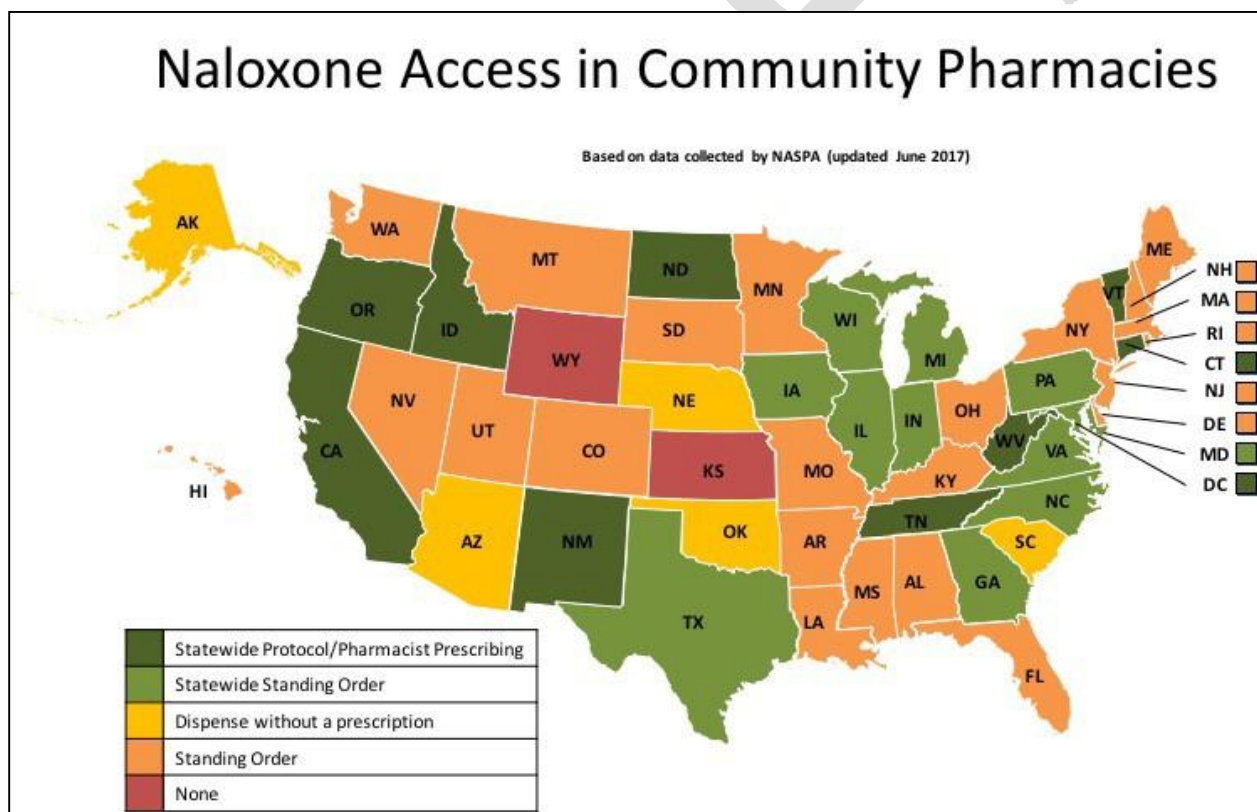 Naloxone Access in Community Pharmacies
Based on data collected by NASPA (updated June 2017)
AK
WA
MT
ND
MN
ME
NH
VT
MA
OR
ID
SD
WI
NY
RI
WY
MI
CT
IA
PA
NJ
NE
NV
UT
OH
DE
IL
IN
CO
WV
CA
VA
MD
KS
MO
KY
DC
HI
NC
TN
AZ
NM
OK
AR
SC
MS
AL
GA
TX
LA
FL
Statewide Protocol/Pharmacist Prescribing
Statewide Standing Order
Dispense without a prescription
Standing Order
None